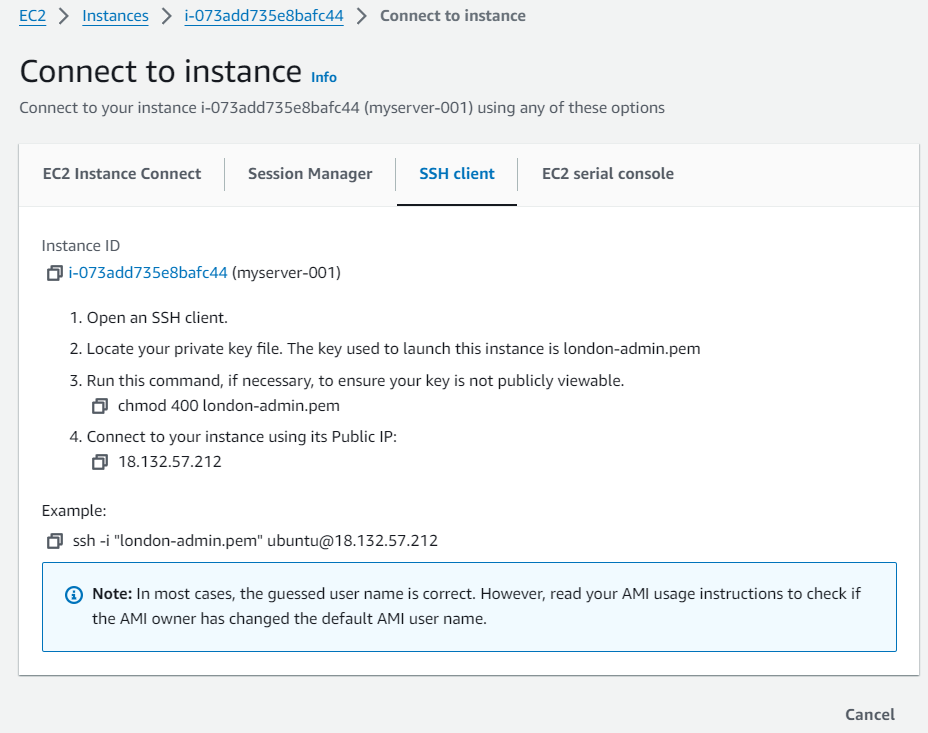 EC2 > Instances > i-073add735e8bafc44 > Connect to instance
Connect to instance Info
Connect to your instance i-073add735e8bafc44 (myserver-001) using any of these options
EC2 Instance Connect Session Manager SSH client EC2 serial console
Instance ID
i-073add735e8bafc44 (myserver-001)
1. Open an SSH client.
2. Locate your private key file. The key used to launch this instance is london-admin.pem
3. Run this command, if necessary, to ensure your key is not publicly viewable.
chmod 400 london-admin.pem
4. Connect to your instance using its Public IP:
18.132.57.212
Example:
ssh -i "london-admin.pem" ubuntu@18.132.57.212
Note: In most cases, the guessed user name is correct. However, read your AMI usage instructions to check if
the AMI owner has changed the default AMI user name.
Cancel